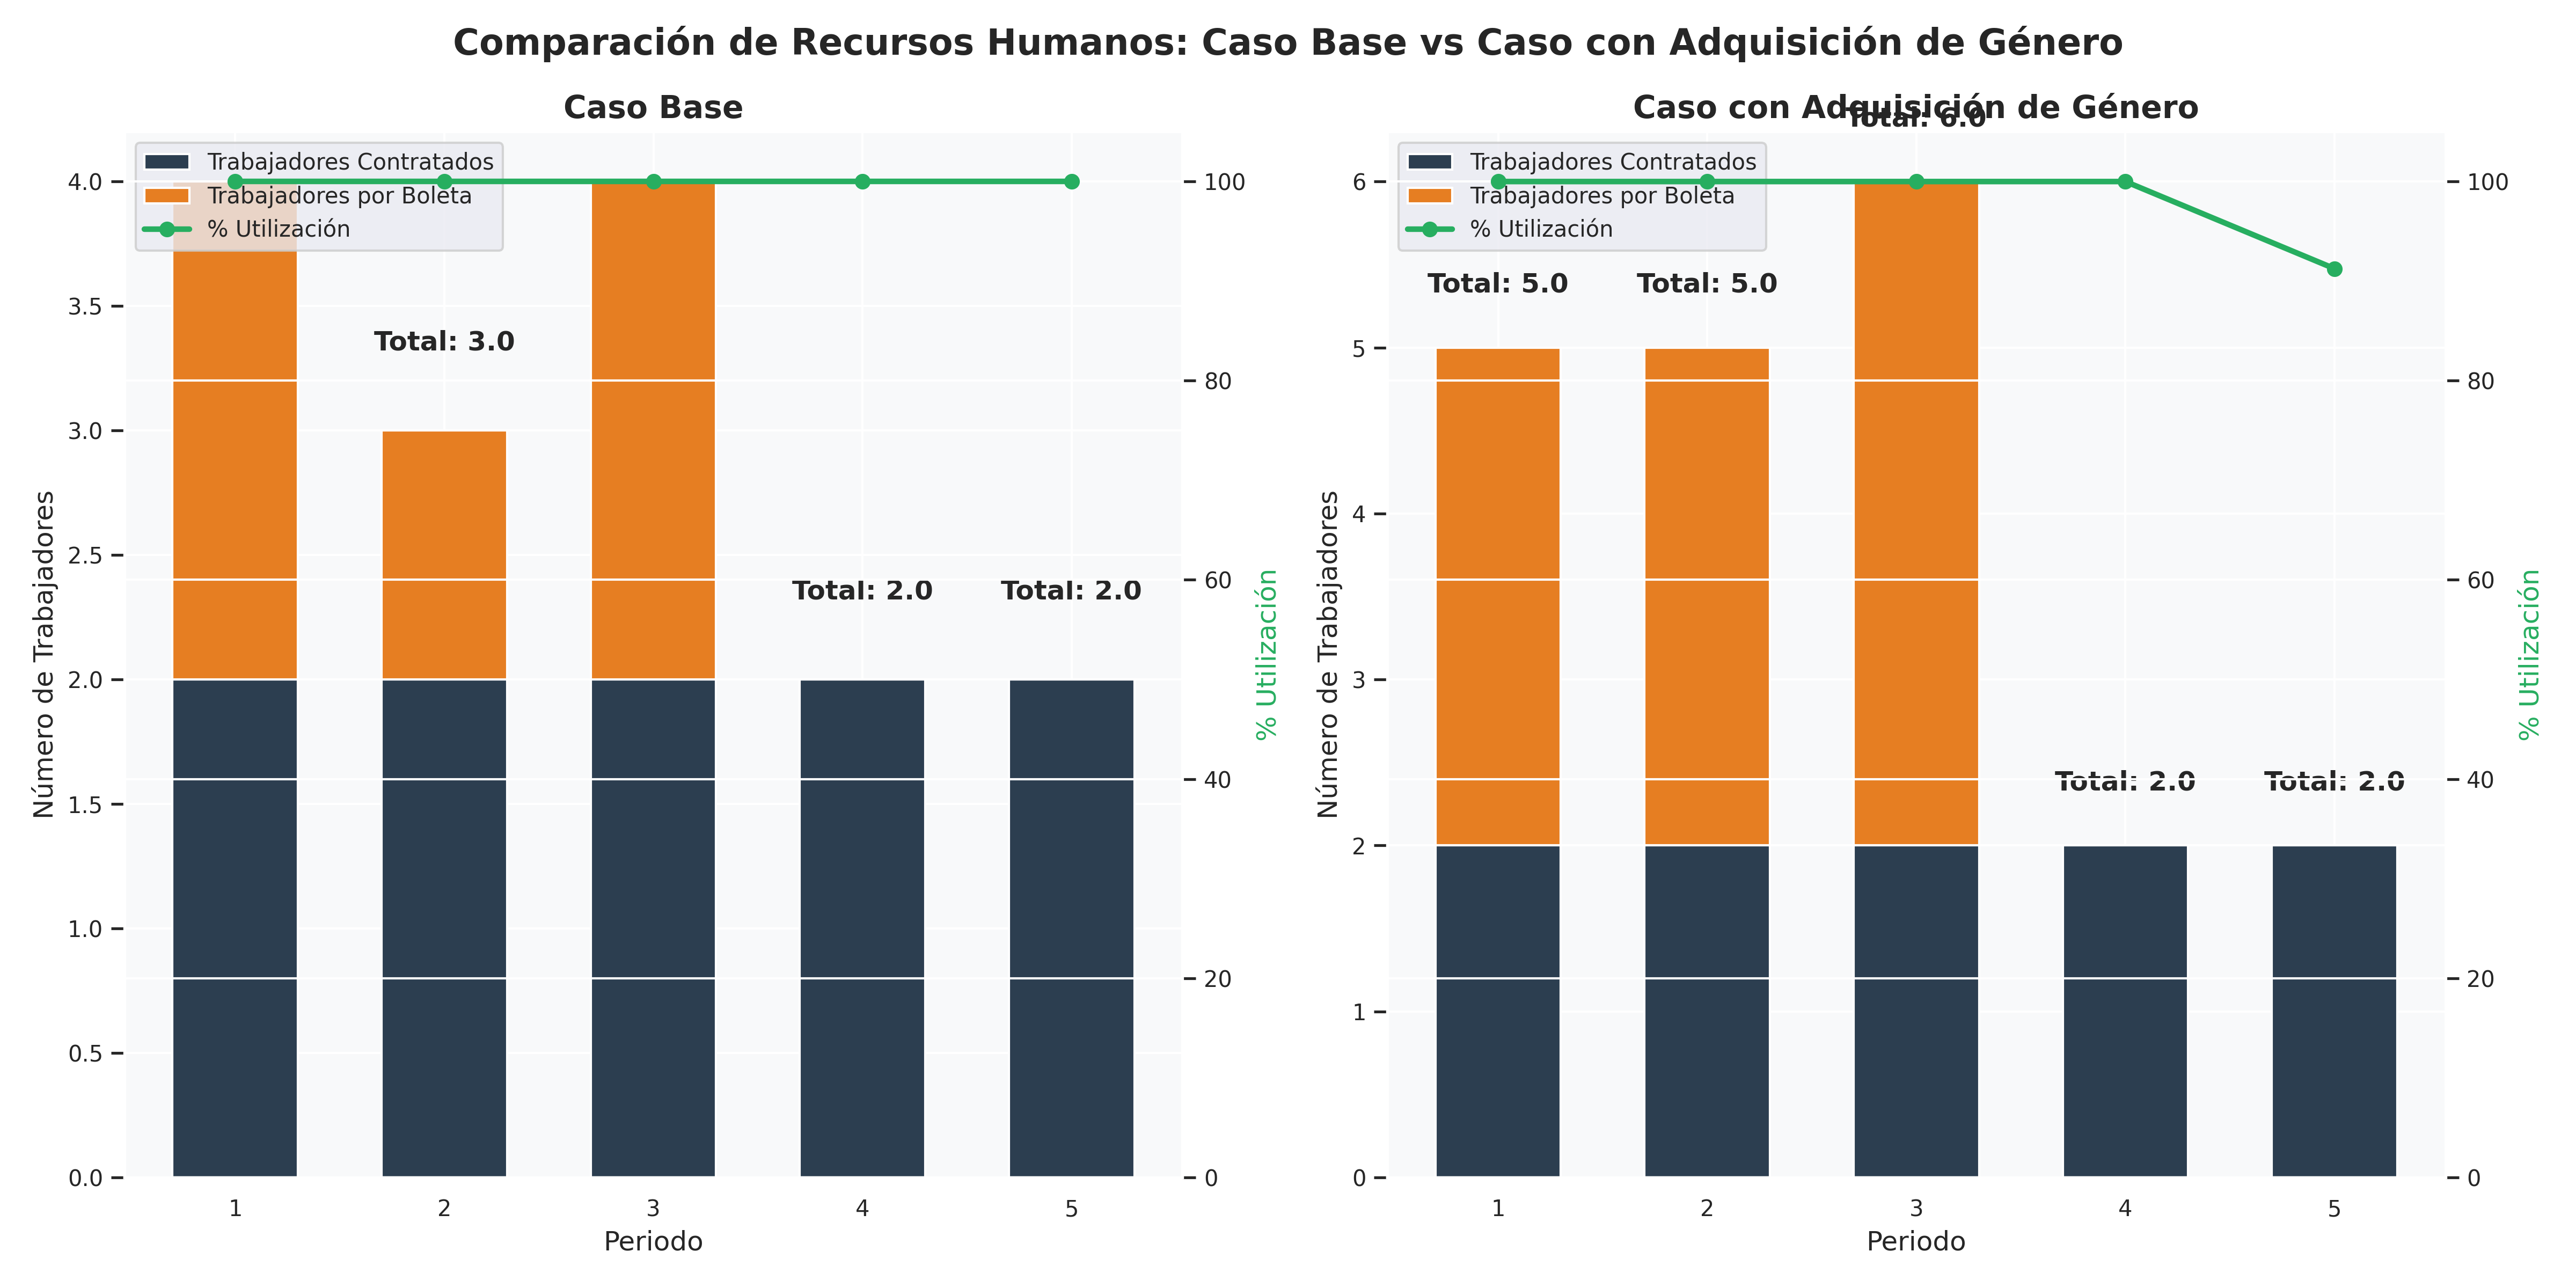 Comparación de Recursos Humanos: Caso Base vs Caso con Adquisición de Género
Caso Base
Trabajadores Contratados
Trabajadores por Boleta
% Utilización
Total: 3.0
Total: 2.0
Total: 2.0
Número de Trabajadores
4.0
3.5
3.0
2.5
2.0
1.5
1.0
0.5
0.0
100
80
60
40
20
0
% Utilización
1 2 3 4 5
Periodo
Caso con Adquisición de Género
Total: 6.0
Trabajadores Contratados
Trabajadores por Boleta
% Utilización
Total: 5.0
Total: 5.0
Total: 2.0
Total: 2.0
Número de Trabajadores
6
5
4
3
2
1
0
100
80
60
40
20
0
% Utilización
1 2 3 4 5
Periodo